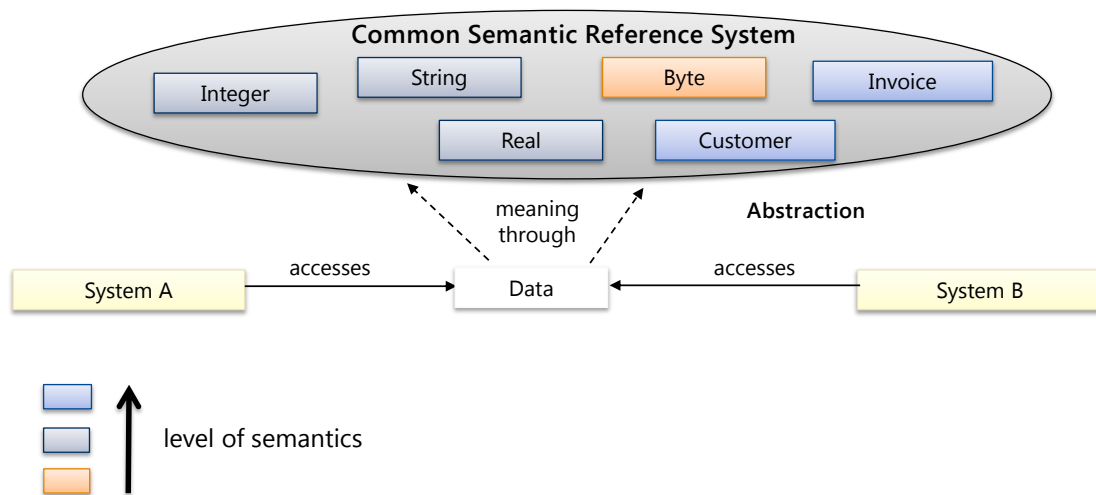 Common Semantic Reference System
String
Byte
Invoice
Integer
Real
Customer
meaning
through
Abstraction
accesses
accesses
System A
Data
System B
level of semantics